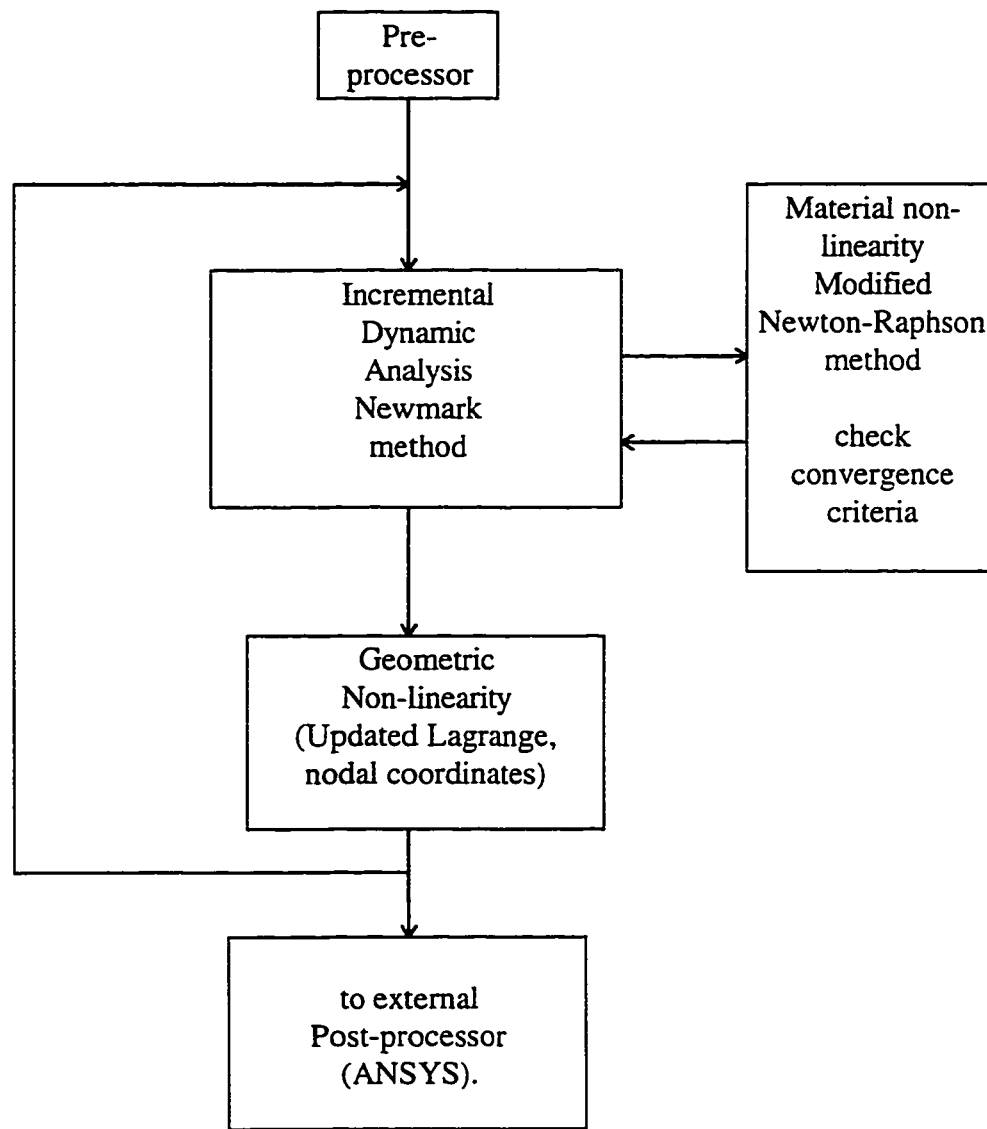 Pre-
processor
Incremental
Dynamic
Analysis
Newmark
method
Material non-
linearity
Modified
Newton-Raphson
method
check
convergence
criteria
Geometric
Non-linearity
(Updated Lagrange,
nodal coordinates)
to external
Post-processor
(ANSYS).